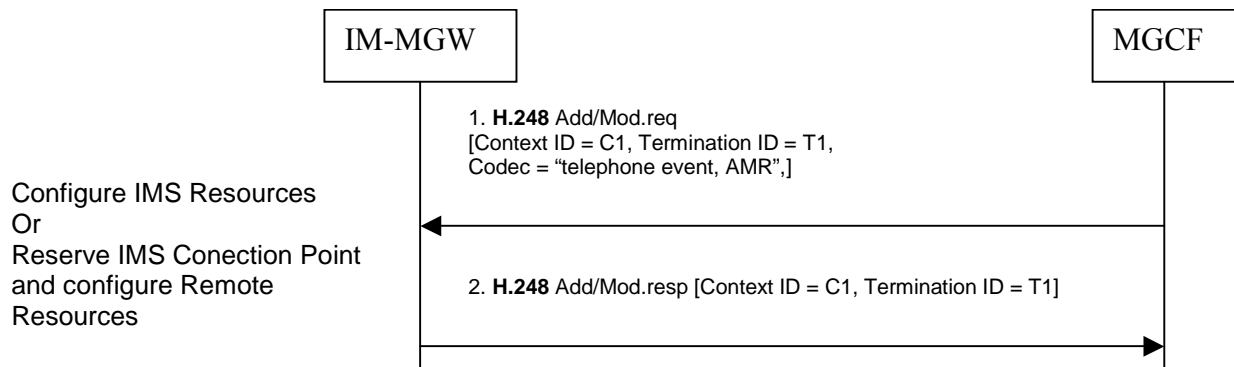 IM-MGW
MGCF
1. H.248 Add/Mod.req
[Context ID = C1, Termination ID = T1,
Codec = “telephone event, AMR”,]
Configure IMS Resources
Or
Reserve IMS Conection Point
and configure Remote
Resources
2. H.248 Add/Mod.resp [Context ID = C1, Termination ID = T1]